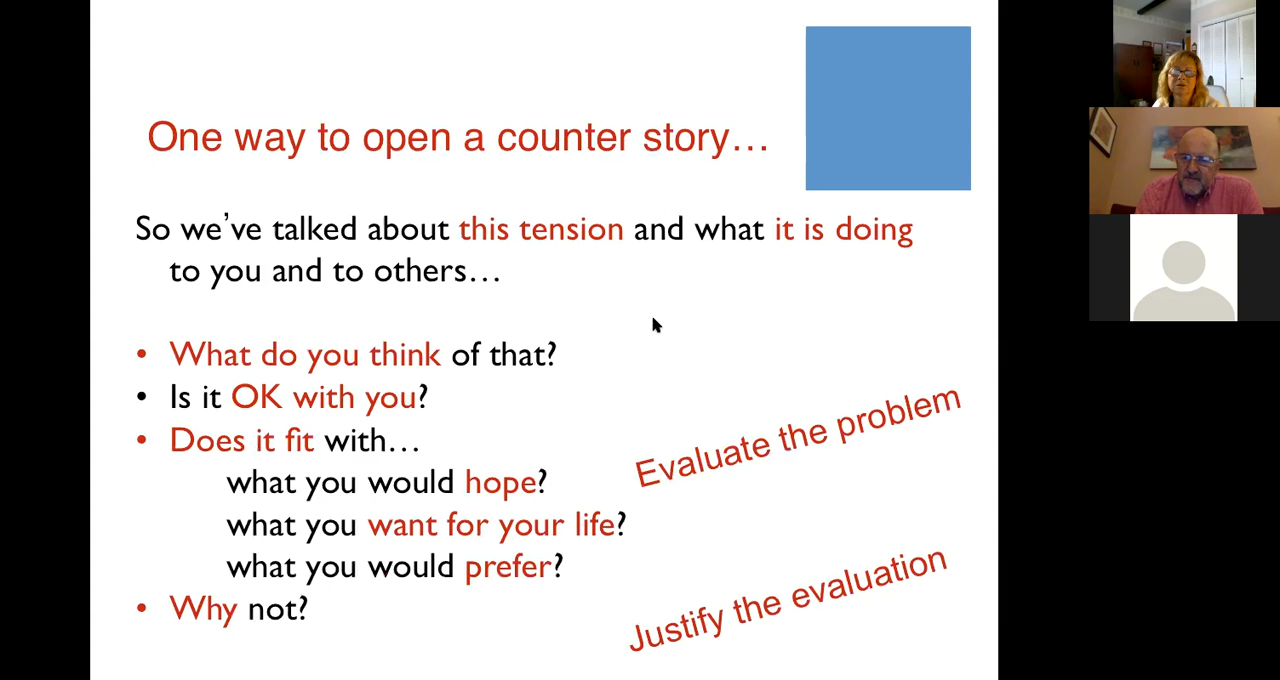 One way to open a counter story…
So we’ve talked about this tension and what it is doing
to you and to others…
• What do you think of that?
• Is it OK with you?
• Does it fit with…
what you would hope?
what you want for your life?
what you would prefer?
• Why not?
Evaluate the problem
Justify the evaluation